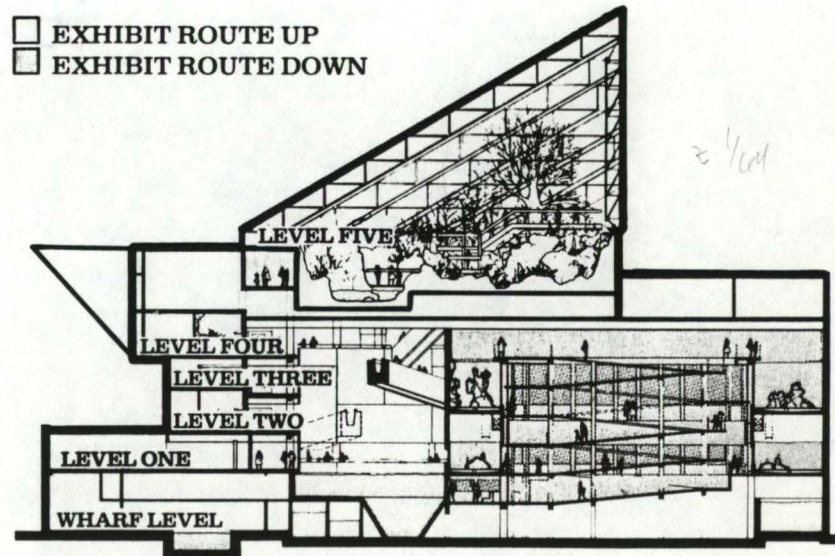 EXHIBIT ROUTE UP
EXHIBIT ROUTE DOWN
LEVEL FIVE
LEVEL FOUR
LEVEL THREE
LEVEL TWO
LEVEL ONE
WHARF LEVEL